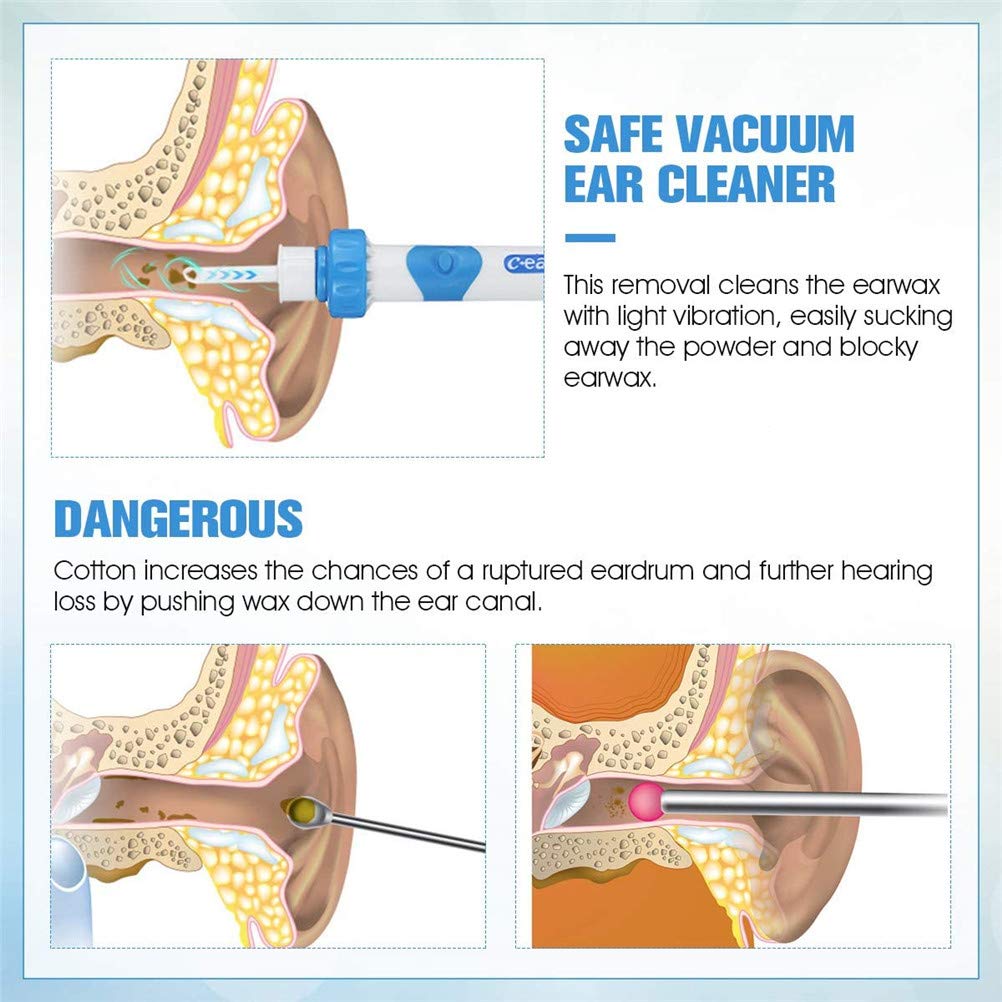 SAFE VACUUM
EAR CLEANER
This removal cleans the earwax
with light vibration, easily sucking
away the powder and blocky
earwax.
c-ea
DANGEROUS
Cotton increases the chances of a ruptured eardrum and further hearing
loss by pushing wax down the ear canal.